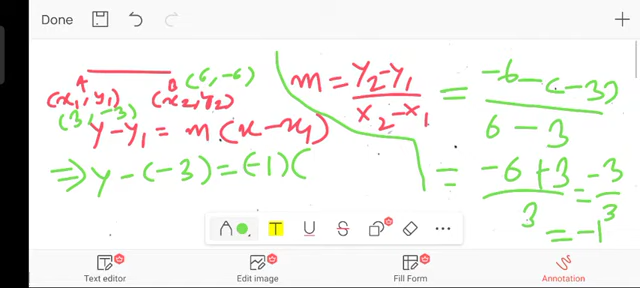 Done
A B (6, -6)
(x₁, y₁) (x₂, y₂)
(3, -3)
y - y₁ = m (x - x₁)
⇒ y - (-3) = (-1) (
m = y₂ - y₁ / x₂ - x₁ = -6 - (-3) / 6 - 3
= -6 + 3 / 3 = -3 / 3
= -1
A T U S
Text editor Edit image Fill Form Annotation